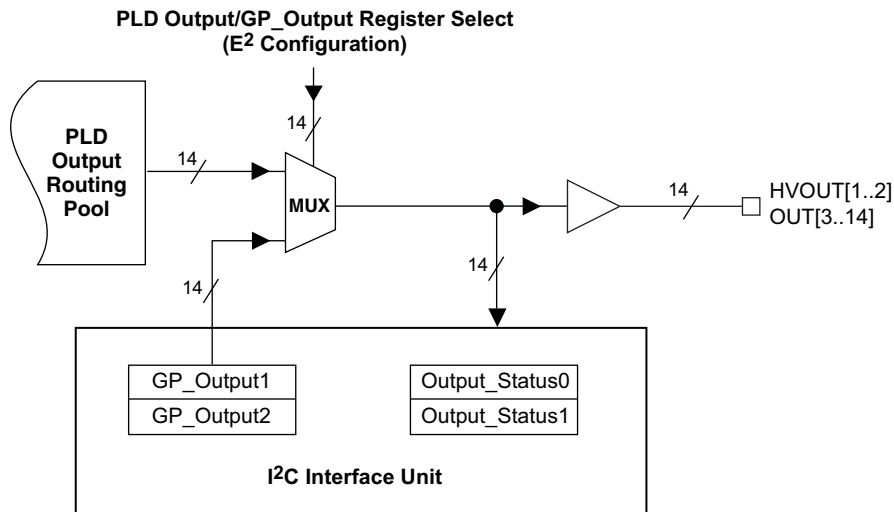 PLD Output/GP_Output Register Select
(E2 Configuration)
14
PLD
Output
Routing
Pool
14
MUX
14
HVOUT[1..2]
OUT[3..14]
14
14
GP_Output1
GP_Output2
Output_Status0
Output_Status1
I2C Interface Unit